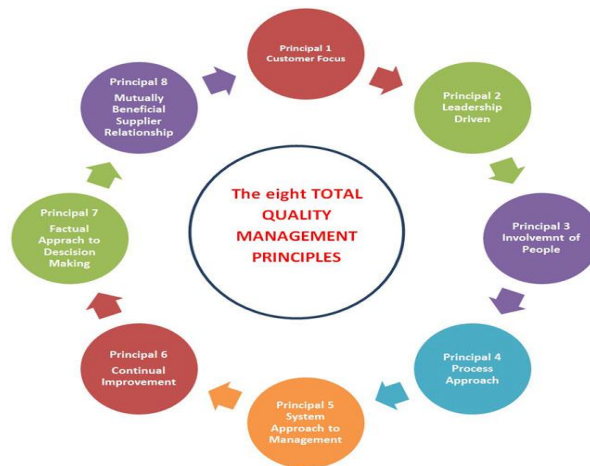 Principal 1
Customer Focus
Principal 2
Leadership
Driven
Principal 3
Involvemnt of
People
Principal 4
Process
Approach
Principal 5
System
Approach to
Management
Principal 6
Continual
Improvement
Principal 7
Factual
Apprach to
Descision
Making
Principal 8
Mutually
Beneficial
Supplier
Relationship
The eight TOTAL
QUALITY
MANAGEMENT
PRINCIPLES